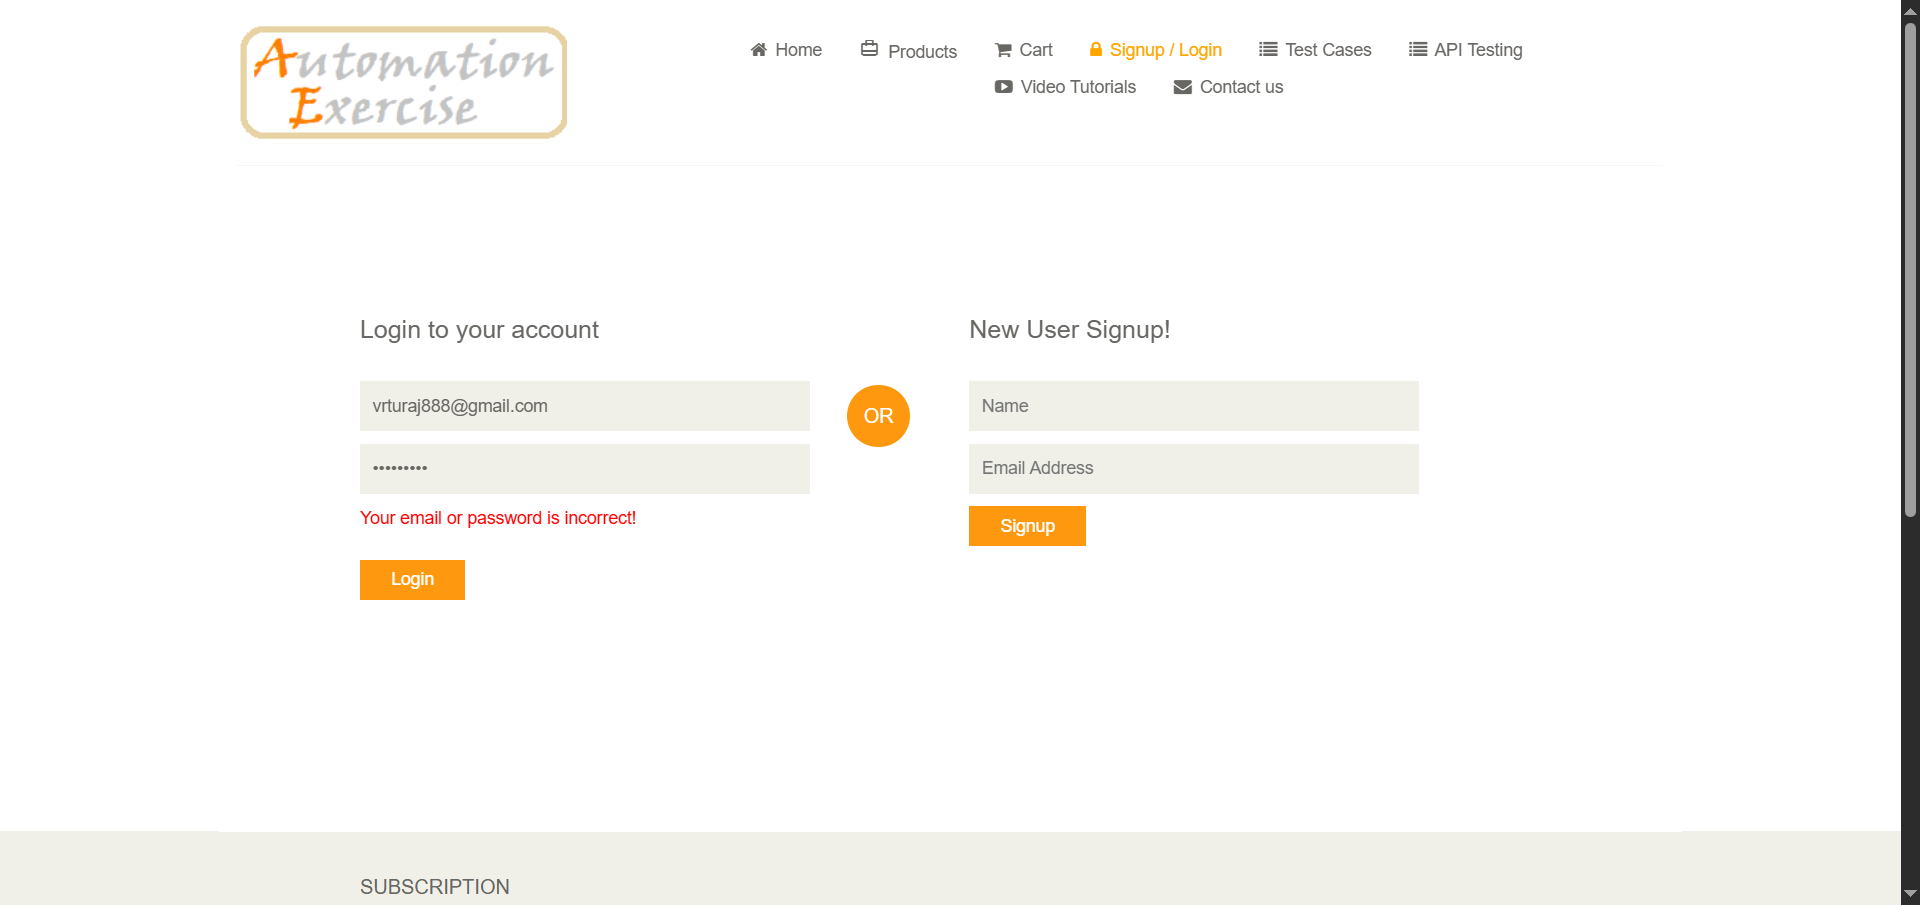 Automation
Exercise
Home
Products
Cart
Signup / Login
Test Cases
API Testing
Video Tutorials
Contact us
Login to your account
vrturaj888@gmail.com
•••••••••
Your email or password is incorrect!
Login
OR
New User Signup!
Name
Email Address
Signup
SUBSCRIPTION